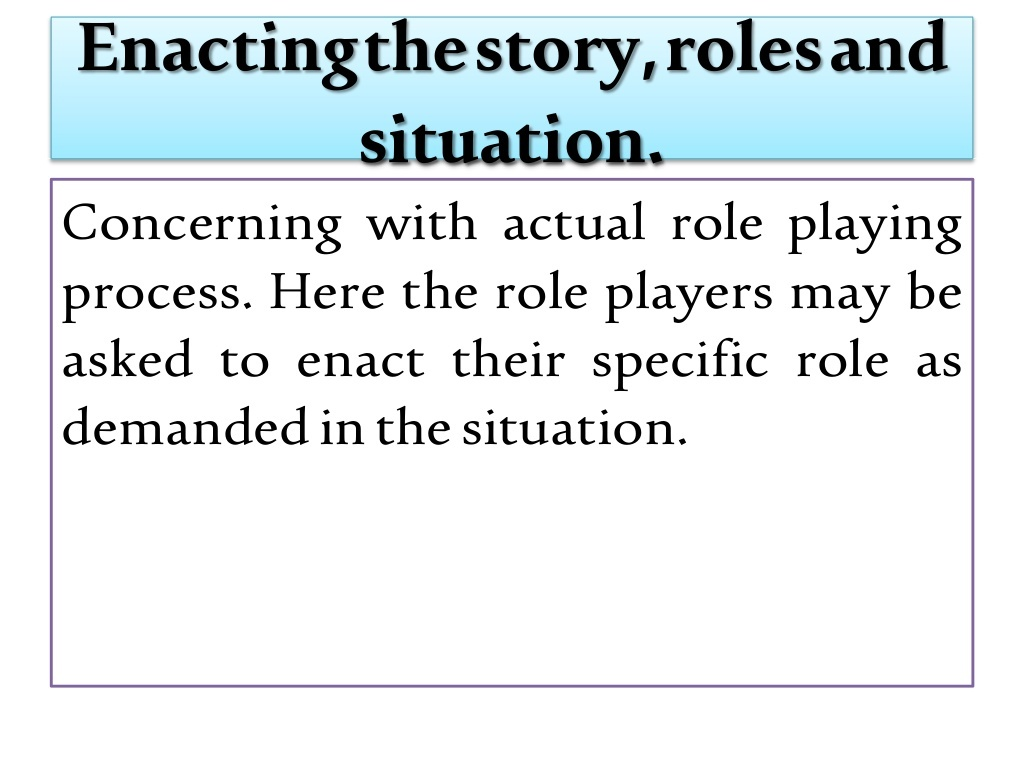 Enacting the story, roles and
situation.
Concerning with actual role playing
process. Here the role players may be
asked to enact their specific role as
demanded in the situation.